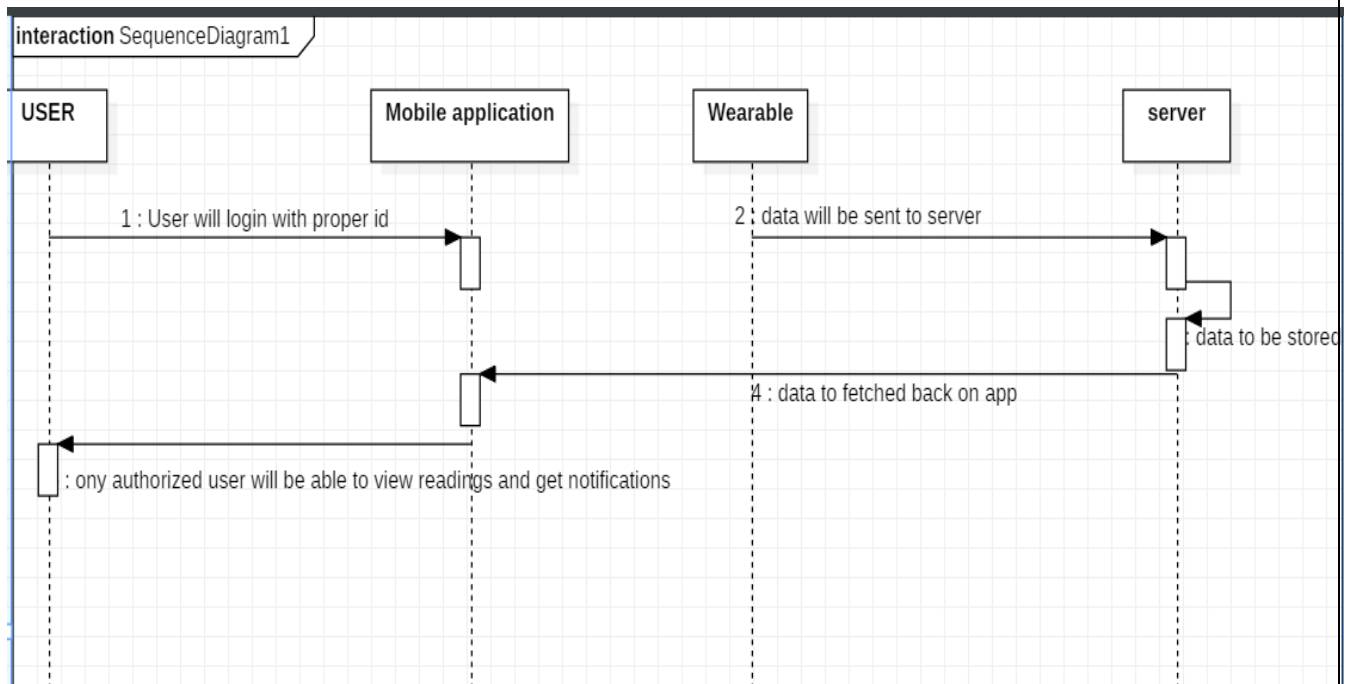 interaction SequenceDiagram1
USER
Mobile application
Wearable
server
1 : User will login with proper id
2 : data will be sent to server
: data to be stored
4 : data to fetched back on app
: ony authorized user will be able to view readings and get notifications